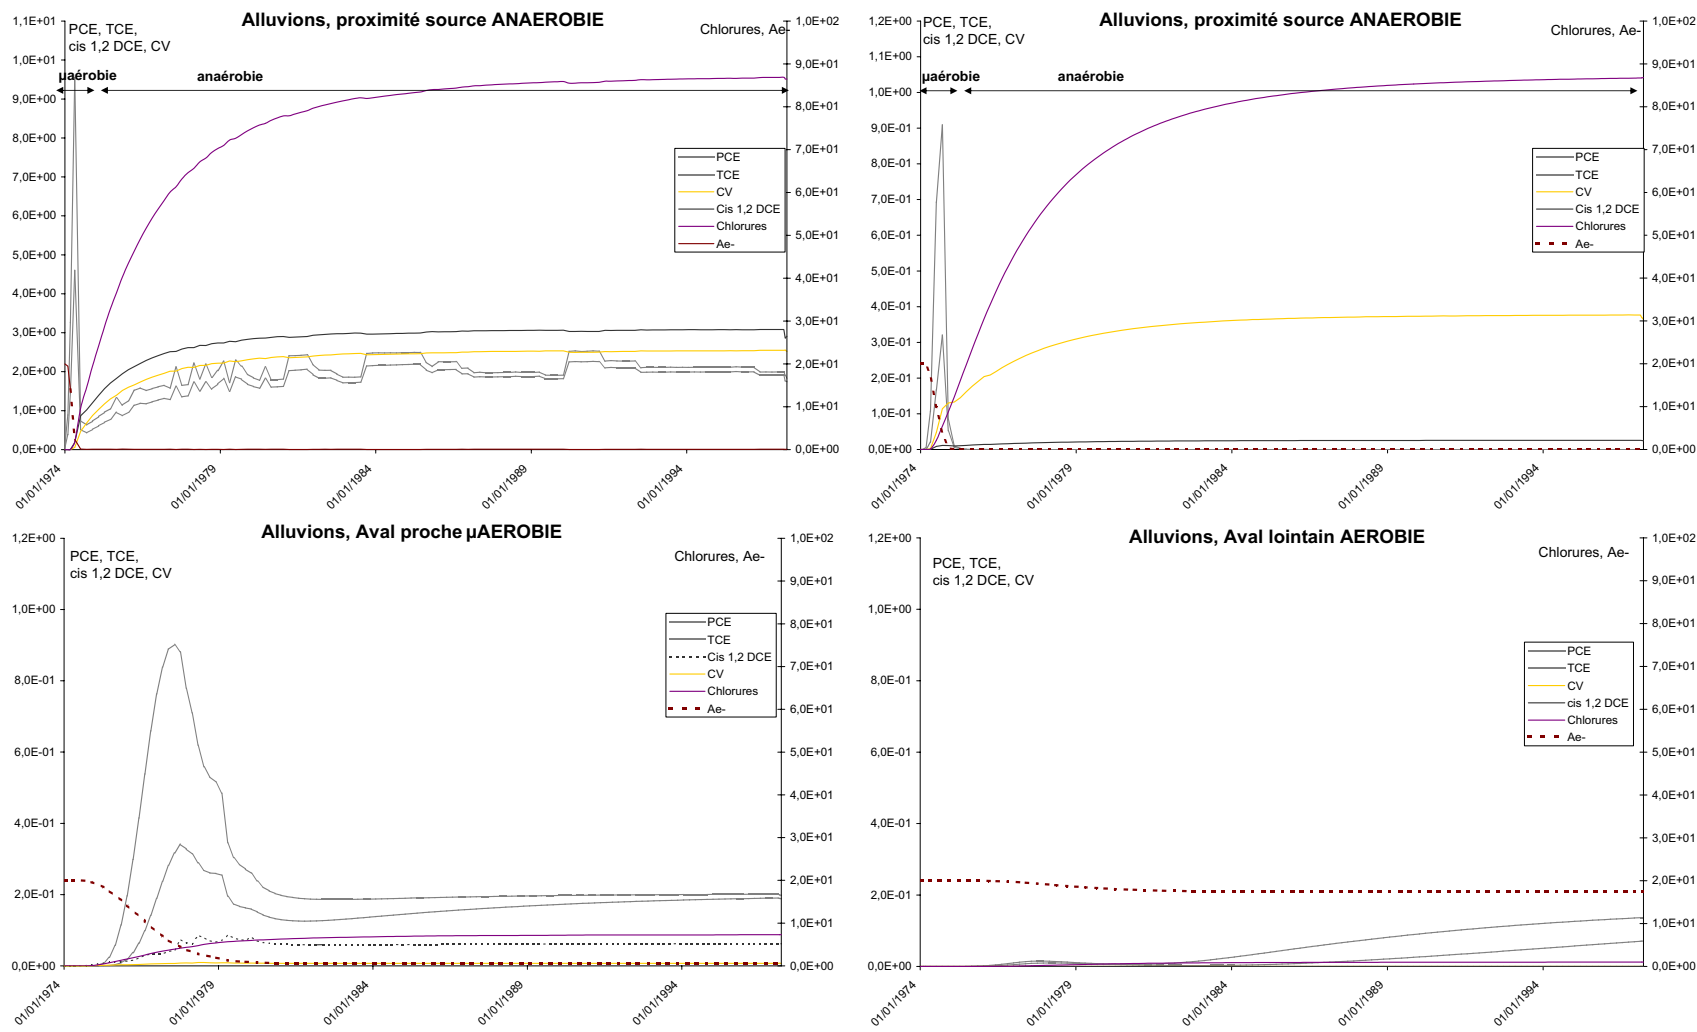 Alluvions, proximité source ANAEROBIE
PCE, TCE,
cis 1,2 DCE, CV
Chlorures, Ae-
µaérobie
anaérobie
1,1E+01
1,0E+01
9,0E+00
8,0E+00
7,0E+00
6,0E+00
5,0E+00
4,0E+00
3,0E+00
2,0E+00
1,0E+00
0,0E+00
1,0E+02
9,0E+01
8,0E+01
7,0E+01
6,0E+01
5,0E+01
4,0E+01
3,0E+01
2,0E+01
1,0E+01
0,0E+00
PCE
TCE
CV
Cis 1,2 DCE
Chlorures
Ae-
01/01/1974
01/01/1979
01/01/1984
01/01/1989
01/01/1994
Alluvions, proximité source ANAEROBIE
PCE, TCE,
cis 1,2 DCE, CV
Chlorures, Ae-
µaérobie
anaérobie
1,2E+00
1,1E+00
1,0E+00
9,0E-01
8,0E-01
7,0E-01
6,0E-01
5,0E-01
4,0E-01
3,0E-01
2,0E-01
1,0E-01
0,0E+00
1,0E+02
9,0E+01
8,0E+01
7,0E+01
6,0E+01
5,0E+01
4,0E+01
3,0E+01
2,0E+01
1,0E+01
0,0E+00
PCE
TCE
CV
Cis 1,2 DCE
Chlorures
Ae-
01/01/1974
01/01/1979
01/01/1984
01/01/1989
01/01/1994
Alluvions, Aval proche µAEROBIE
PCE, TCE,
cis 1,2 DCE, CV
Chlorures, Ae-
1,2E+00
1,0E+00
8,0E-01
6,0E-01
4,0E-01
2,0E-01
0,0E+00
1,0E+02
9,0E+01
8,0E+01
7,0E+01
6,0E+01
5,0E+01
4,0E+01
3,0E+01
2,0E+01
1,0E+01
0,0E+00
PCE
TCE
Cis 1,2 DCE
CV
Chlorures
Ae-
01/01/1974
01/01/1979
01/01/1984
01/01/1989
01/01/1994
Alluvions, Aval lointain AEROBIE
PCE, TCE,
cis 1,2 DCE, CV
Chlorures, Ae-
1,2E+00
1,0E+00
8,0E-01
6,0E-01
4,0E-01
2,0E-01
0,0E+00
1,0E+02
9,0E+01
8,0E+01
7,0E+01
6,0E+01
5,0E+01
4,0E+01
3,0E+01
2,0E+01
1,0E+01
0,0E+00
PCE
TCE
CV
cis 1,2 DCE
Chlorures
Ae-
01/01/1974
01/01/1979
01/01/1984
01/01/1989
01/01/1994